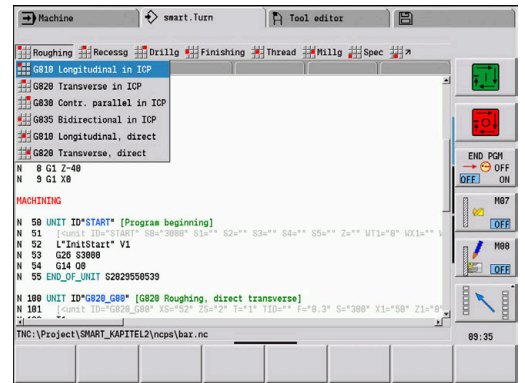 Machine
smart.Turn
Tool editor
Roughing Recessg Drillg Finishing Thread Millg Spec
G810 Longitudinal in ICP
G820 Transverse in ICP
G830 Contr. parallel in ICP
G835 Bidirectional in ICP
G810 Longitudinal, direct
G820 Transverse, direct
N 8 G1 Z-40
N 9 G1 X0
MACHINING
N 50 UNIT ID"START" [Program beginning]
N 51 [<unit ID="START" S0="3000" S1="" S2="" S3="" S4="" S5="" Z="" WT1="0" WX1=""
N 52 L"InitStart" V1
N 53 G26 S3000
N 54 G14 Q0
N 55 END_OF_UNIT S2029550539
N 100 UNIT ID"G820_G80" [G820 Roughing, direct transverse]
N 101 [<unit ID="G820_G80" XS="52" ZS="2" T="1" TID="" F="0.3" S="300" X1="50" Z1="0"
TNC:\Project\SMART_KAPITEL2\ncps\bar.nc
1
0
END PGM
OFF
OFF ON
M07
OFF
M08
OFF
09:35